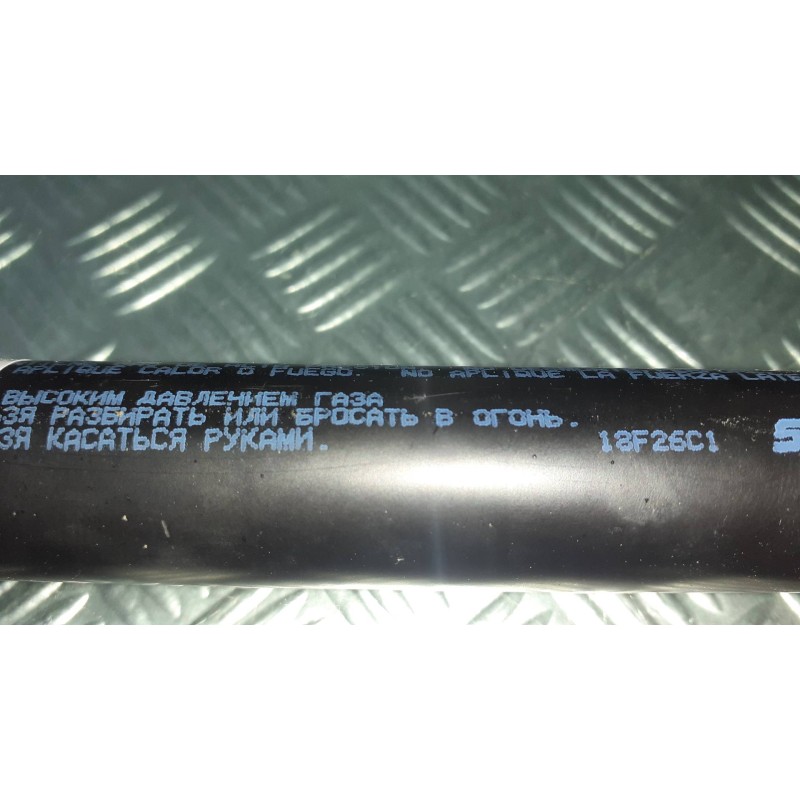 APLIQUE CALOR O FUEGO. NO APLIQUE LA FUERZA
ВЫСОКИМ ДАВЛЕНИЕМ ГАЗА
ЗЯ РАЗБИРАТЬ ИЛИ БРОСАТЬ В ОГОНЬ.
ЗЯ КАСАТЬСЯ РУКАМИ. 18F26C1